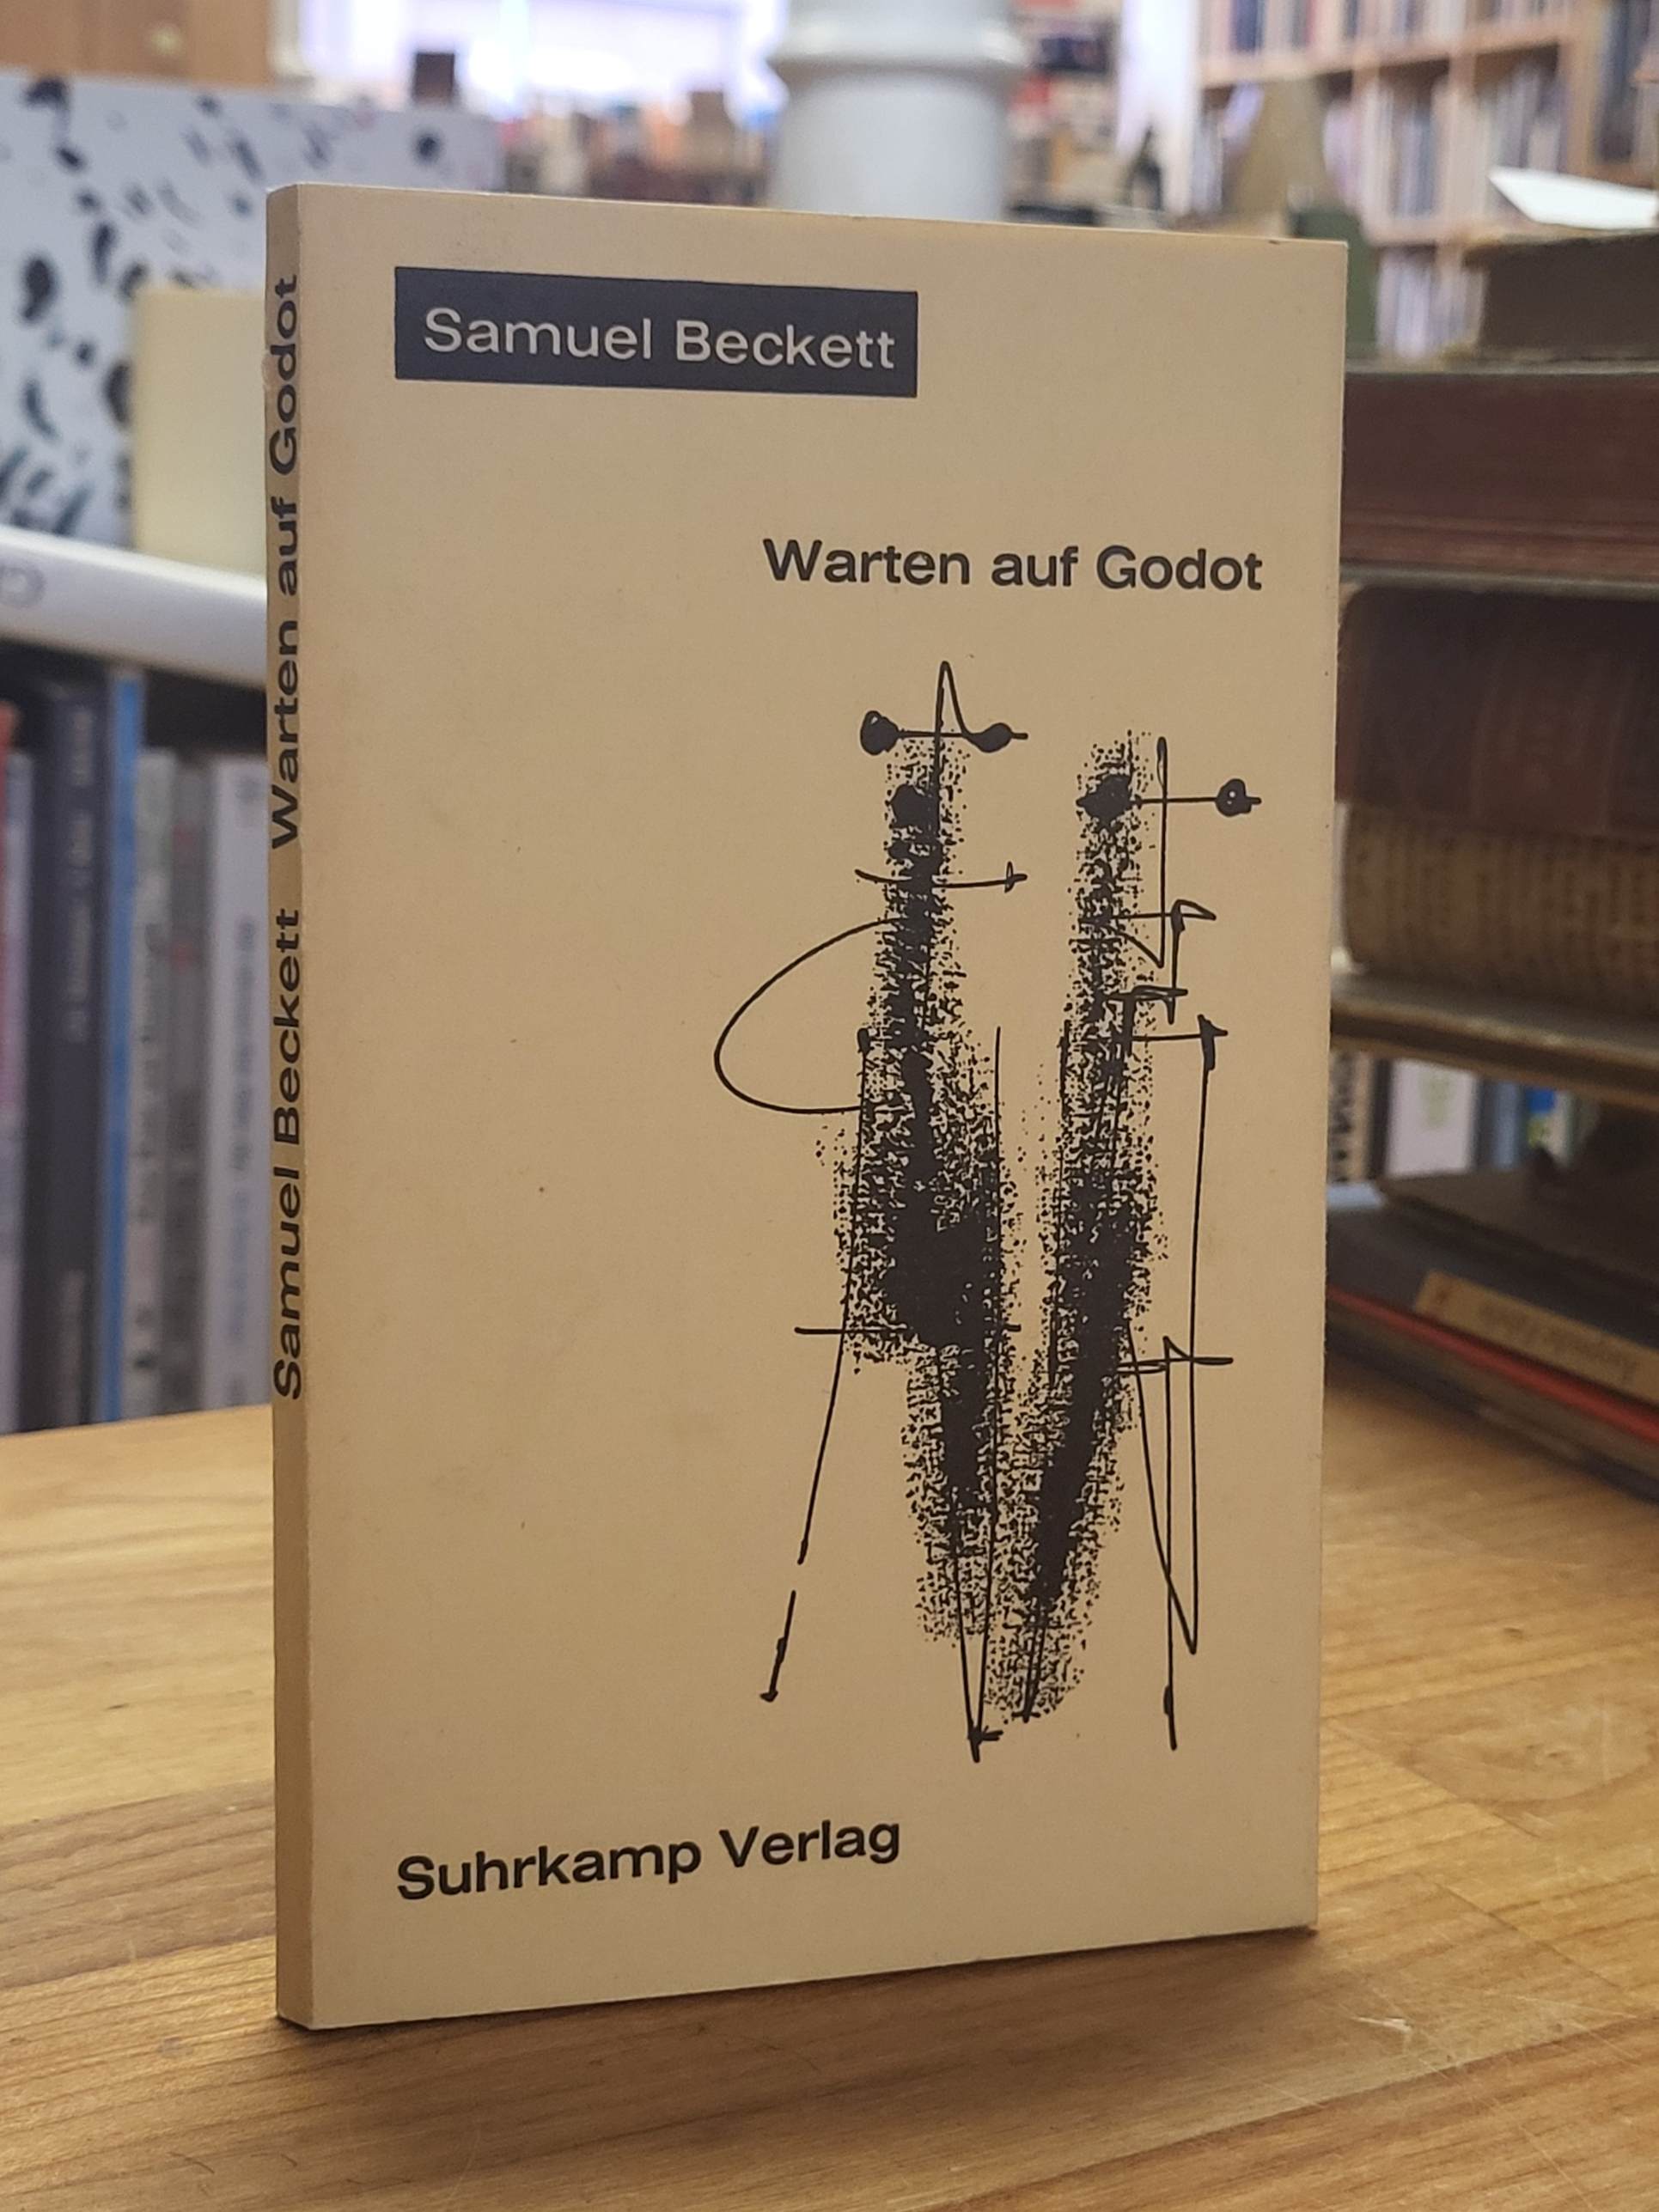 Samuel Beckett
Warten auf Godot
Suhrkamp Verlag
Samuel Beckett Warten auf Godot